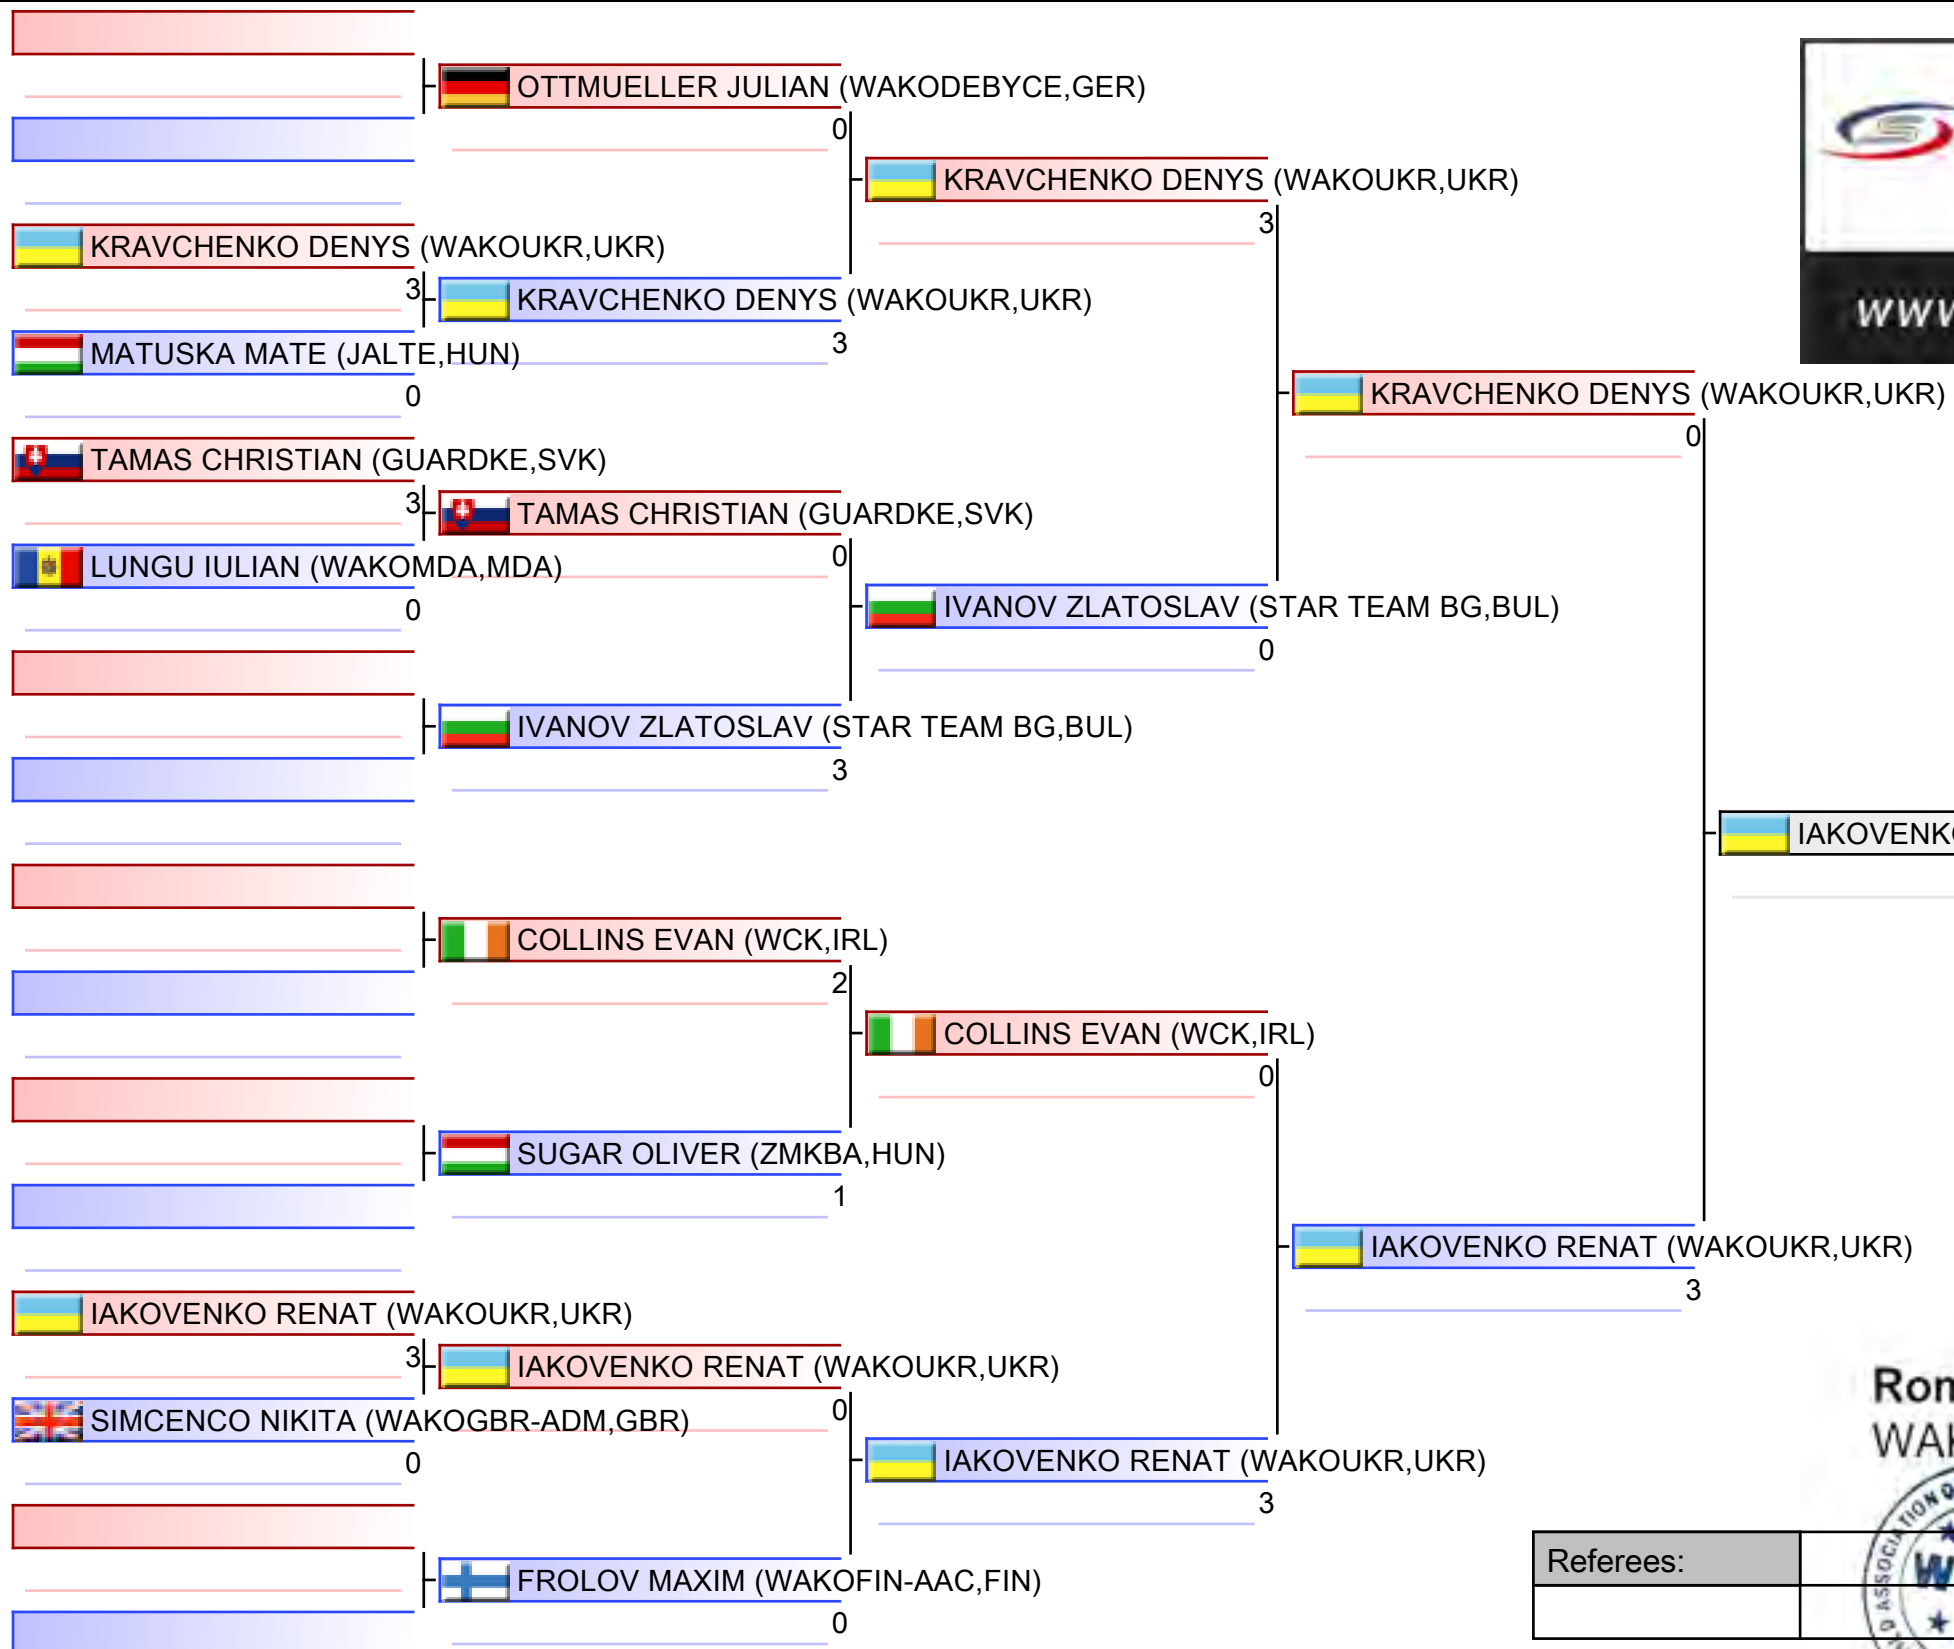 OTTMUELLER JULIAN (WAKODEBYCE,GER)
0
KRAVCHENKO DENYS (WAKOUKR,UKR)
3
KRAVCHENKO DENYS (WAKOUKR,UKR)
3
KRAVCHENKO DENYS (WAKOUKR,UKR)
3
MATUSKA MATE (JALTE,HUN)
0
KRAVCHENKO DENYS (WAKOUKR,UKR)
0
TAMAS CHRISTIAN (GUARDKE,SVK)
3
TAMAS CHRISTIAN (GUARDKE,SVK)
0
LUNGU IULIAN (WAKOMDA,MDA)
0
IVANOV ZLATOSLAV (STAR TEAM BG,BUL)
0
IVANOV ZLATOSLAV (STAR TEAM BG,BUL)
3
COLLINS EVAN (WCK,IRL)
2
COLLINS EVAN (WCK,IRL)
0
SUGAR OLIVER (ZMKBA,HUN)
1
IAKOVENKO RENAT (WAKOUKR,UKR)
3
IAKOVENKO RENAT (WAKOUKR,UKR)
3
IAKOVENKO RENAT (WAKOUKR,UKR)
0
SIMCENCO NIKITA (WAKOGBR-ADM,GBR)
0
IAKOVENKO RENAT (WAKOUKR,UKR)
3
FROLOV MAXIM (WAKOFIN-AAC,FIN)
0
Referees: